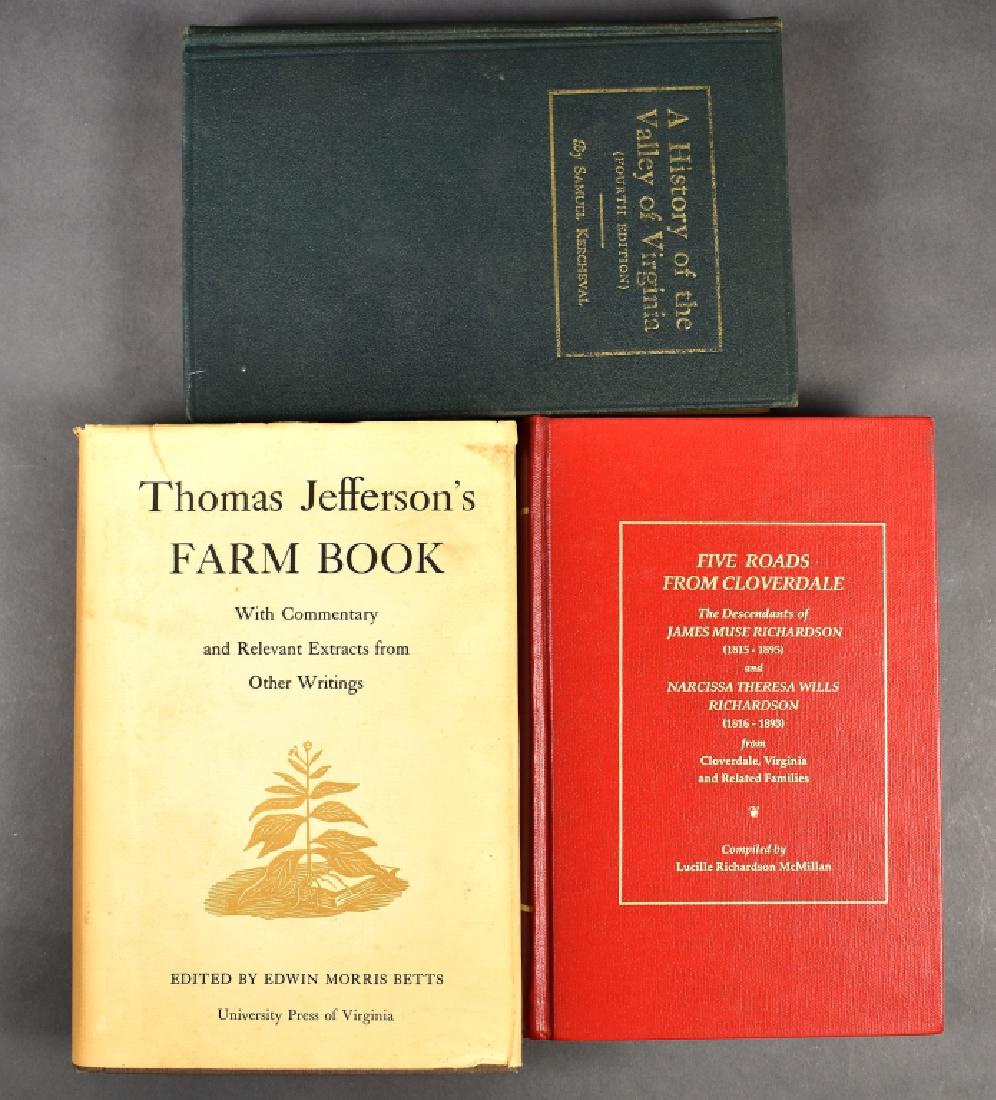 A History of the
Valley of Virginia
(FOURTH EDITION)
By SAMUEL KERCHEVAL
Thomas Jefferson's
FARM BOOK
With Commentary
and Relevant Extracts from
Other Writings
EDITED BY EDWIN MORRIS BETTS
University Press of Virginia
FIVE ROADS
FROM CLOVERDALE
The Descendants of
JAMES MUSE RICHARDSON
(1815 - 1895)
and
NARCISSA THERESA WILLS
RICHARDSON
(1816 - 1893)
from
Cloverdale, Virginia
and Related Families
Compiled by
Lucille Richardson McMillan